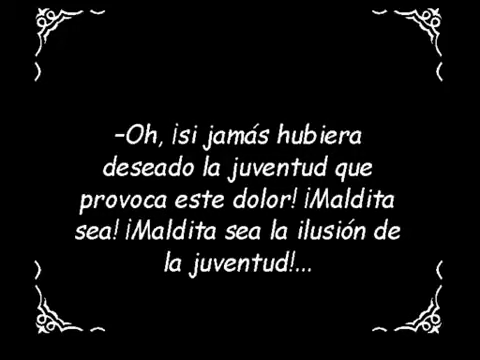 –Oh, ¡si jamás hubiera
deseado la juventud que
provoca este dolor! ¡Maldita
sea! ¡Maldita sea la ilusión de
la juventud!...